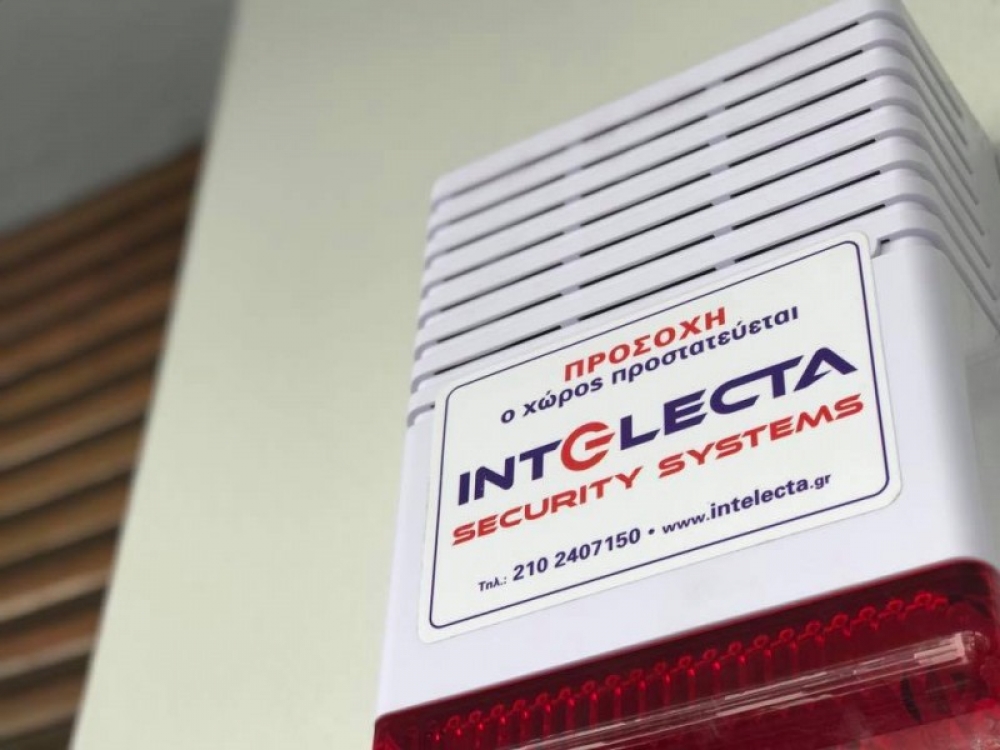 ΠΡΟΣΟΧΗ
ο χώρος προστατεύεται
INTELECTA
SECURITY SYSTEMS
Τηλ.: 210 2407150 • www.intelecta.gr